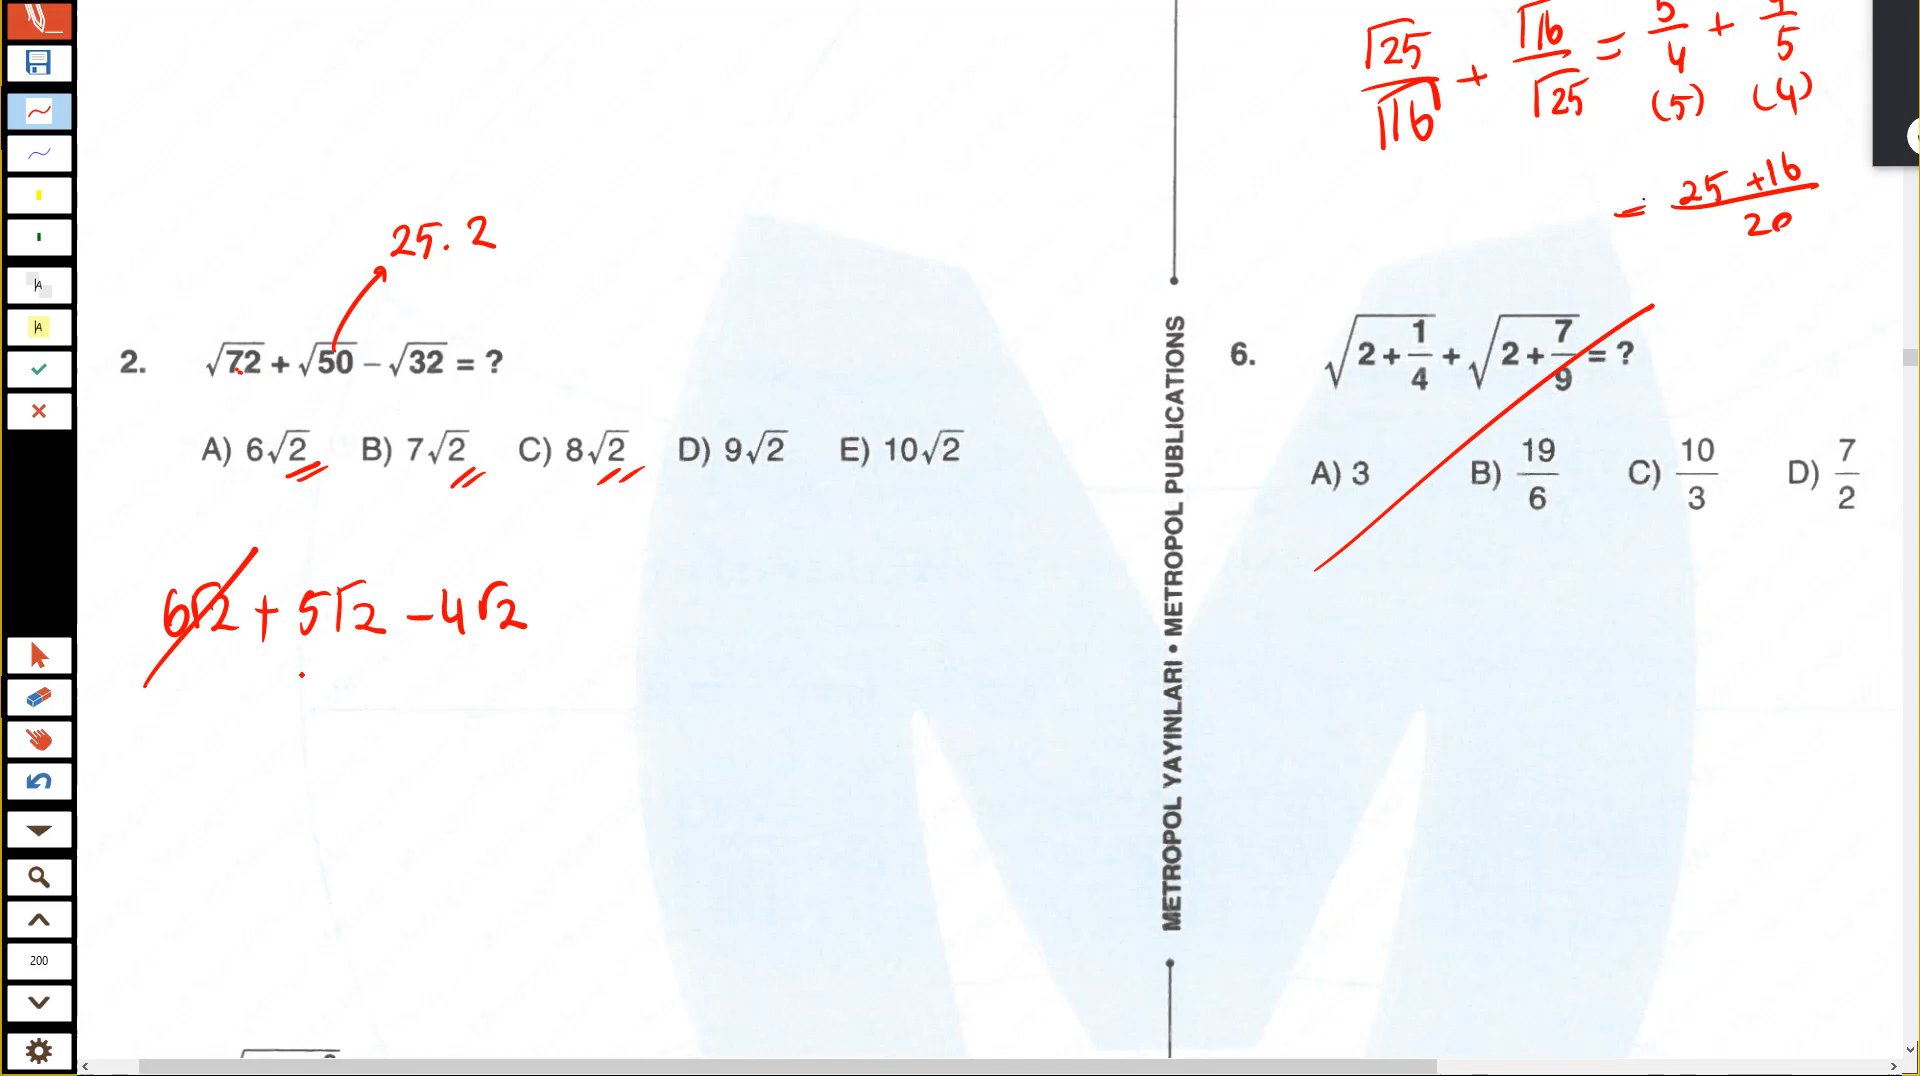 √25/√16 + √16/√25 = 5/4 + 4/5
(5) (4)
= 25+16/20
25.2
2. √72 + √50 – √32 = ?
A) 6√2 B) 7√2 C) 8√2 D) 9√2 E) 10√2
6√2 + 5√2 – 4√2
METROPOL YAYINLARI • METROPOL PUBLICATIONS
6. √(2 + 1/4) + √(2 + 7/9) = ?
A) 3 B) 19/6 C) 10/3 D) 7/2
A
A
200